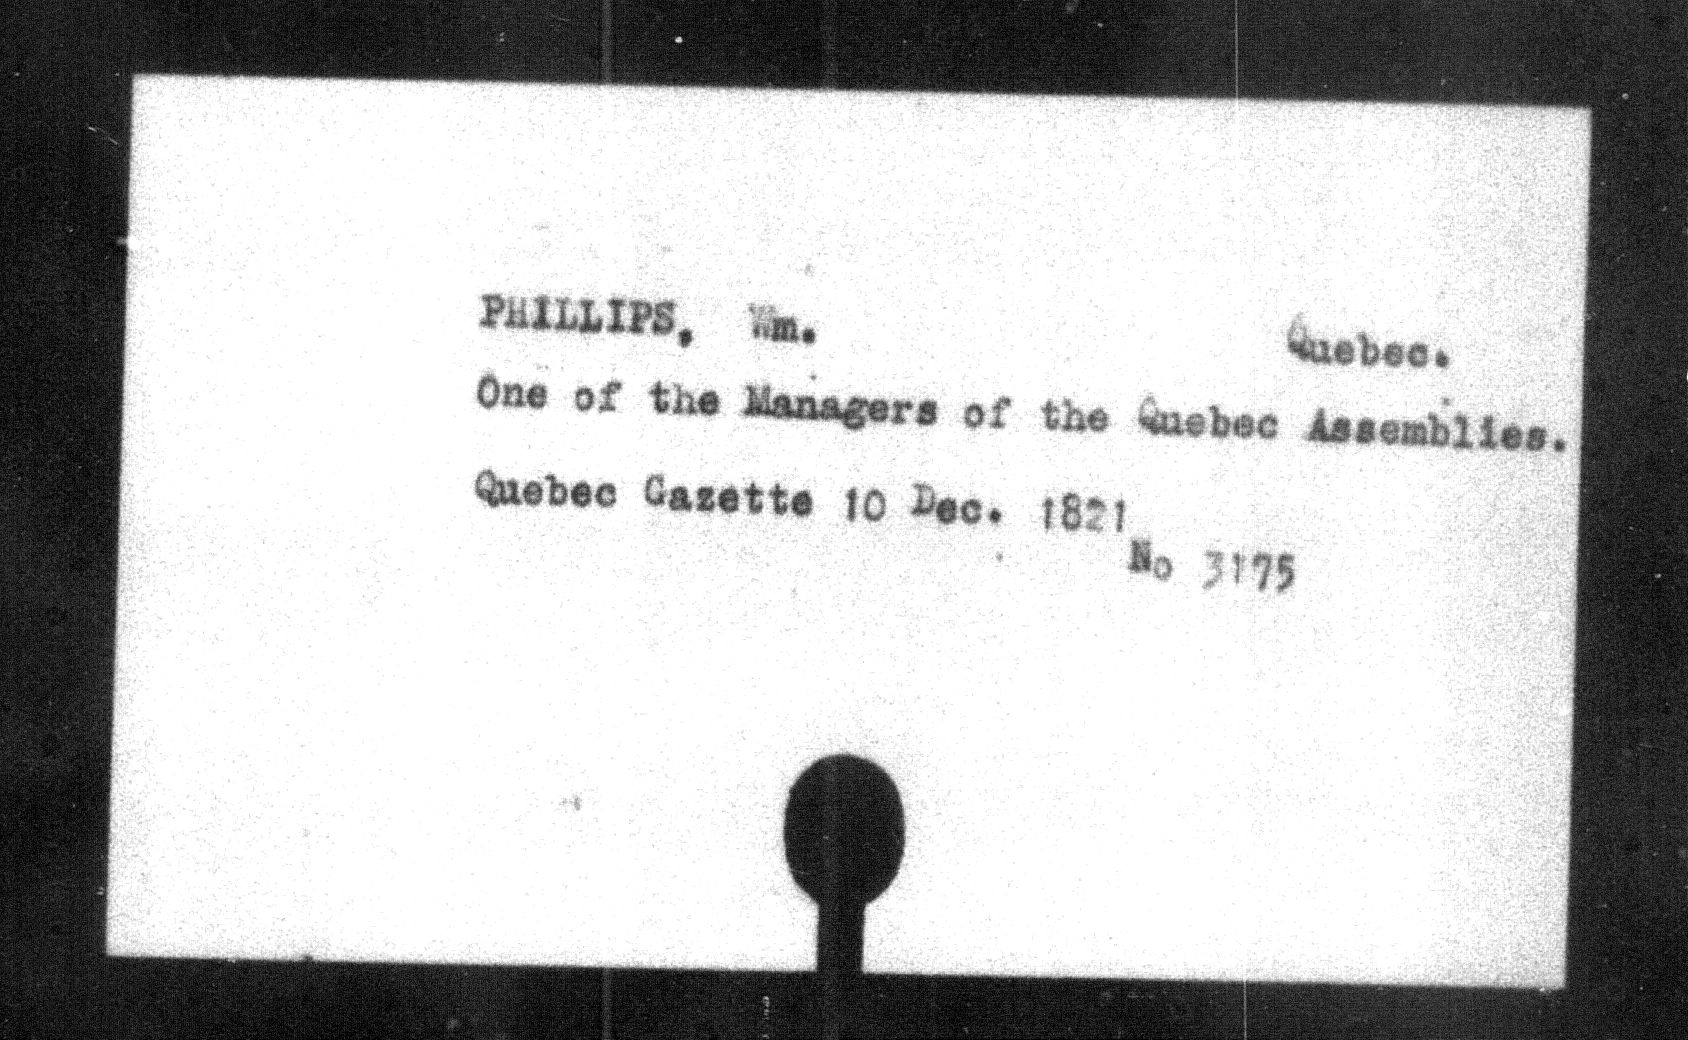 PHILLIPS, Wm. Quebec.
One of the Managers of the Quebec Assemblies.
Quebec Gazette 10 Dec. 1821
No 3175